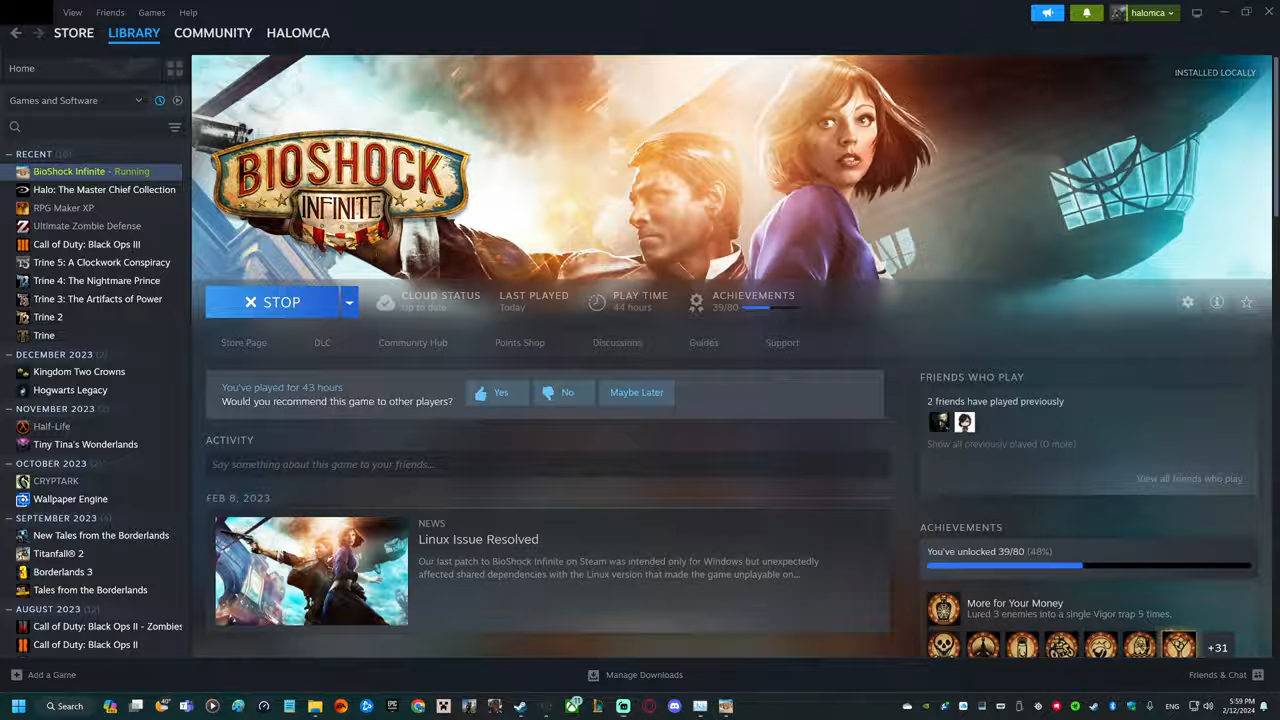 View Friends Games Help
halomca
STORE LIBRARY COMMUNITY HALOMCA
Home
INSTALLED LOCALLY
Games and Software
RECENT (10)
BioShock Infinite - Running
Halo: The Master Chief Collection
RPG Maker XP
Ultimate Zombie Defense
Call of Duty: Black Ops III
Trine 5: A Clockwork Conspiracy
Trine 4: The Nightmare Prince
Trine 3: The Artifacts of Power
Trine 2
Trine
DECEMBER 2023 (2)
Kingdom Two Crowns
Hogwarts Legacy
NOVEMBER 2023 (2)
Half-Life
Tiny Tina's Wonderlands
OCTOBER 2023 (2)
CRYPTARK
Wallpaper Engine
SEPTEMBER 2023 (4)
New Tales from the Borderlands
Titanfall® 2
Borderlands 3
Tales from the Borderlands
AUGUST 2023 (12)
Call of Duty: Black Ops II - Zombies
Call of Duty: Black Ops II
BIOSHOCK
INFINITE
STOP
CLOUD STATUS
Up to date
LAST PLAYED
Today
PLAY TIME
44 hours
ACHIEVEMENTS
39/80
Store Page DLC Community Hub Points Shop Discussions Guides Support
You've played for 43 hours
Would you recommend this game to other players?
Yes No Maybe Later
ACTIVITY
Say something about this game to your friends...
FEB 8, 2023
NEWS
Linux Issue Resolved
Our last patch to BioShock Infinite on Steam was intended only for Windows but unexpectedly
affected shared dependencies with the Linux version that made the game unplayable on...
FRIENDS WHO PLAY
2 friends have played previously
Show all previously played (0 more)
View all friends who play
ACHIEVEMENTS
You've unlocked 39/80 (48%)
More for Your Money
Lured 3 enemies into a single Vigor trap 5 times.
+31
Add a Game
Manage Downloads
Friends & Chat
Search
40°
ENG
5:59 PM
2/12/2024